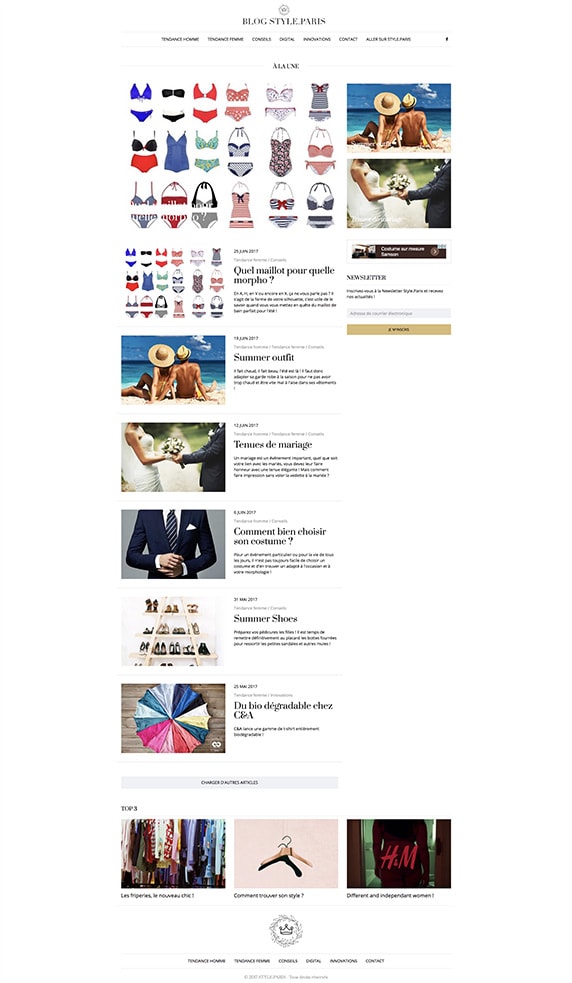 BLOG STYLE.PARIS
TENDANCE HOMME TENDANCE FEMME CONSEILS DIGITAL INNOVATIONS CONTACT ALLER SUR STYLE.PARIS f
À LA UNE
Summer outfit
Tenues de mariage
quelle morpho ?
Costume sur mesure
Samson
NEWSLETTER
Inscrivez-vous à la Newsletter Style.Paris et recevez
nos actualités !
Adresse de courrier électronique
JE M'INSCRIS
25 JUIN 2017
Tendance femme / Conseils
Quel maillot pour quelle
morpho ?
En X, H, en V ou encore en 8, ça ne vous parle pas ? Il
s'agit de la forme de votre silhouette, c'est utile de le
savoir quand vous vous mettez en quête du maillot de
bain parfait pour l'été !
19 JUIN 2017
Tendance homme / Tendance femme / Conseils
Summer outfit
Il fait chaud, il fait beau, l'été est là ! Il faut donc
adapter sa garde robe à la saison pour ne pas avoir
trop chaud et être vite mal à l'aise dans ses vêtements
!
12 JUIN 2017
Tendance homme / Tendance femme / Conseils
Tenues de mariage
Un mariage est un évènement important, quel que soit
votre lien avec les mariés, vous devez leur faire
honneur avec une tenue élégante ! Mais comment
faire impression sans voler la vedette à la mariée ?
6 JUIN 2017
Tendance homme / Conseils
Comment bien choisir
son costume ?
Pour un événement particulier ou pour la vie de tous
les jours, il n'est pas toujours facile de choisir un
costume et d'en trouver un adapté à l'occasion et à
votre morphologie !
31 MAI 2017
Tendance femme / Conseils
Summer Shoes
Préparez vos pédicures les filles ! Il est temps de
remettre définitivement au placard les bottes fourrées
pour ressortir les petites sandales et autres mules !
25 MAI 2017
Tendance femme / Innovations
Du bio dégradable chez
C&A
C&A lance une gamme de t-shirt entièrement
biodégradable !
CHARGER D'AUTRES ARTICLES
TOP 3
H&M
Les friperies, le nouveau chic !
Comment trouver son style ?
Different and independant women !
TENDANCE HOMME TENDANCE FEMME CONSEILS DIGITAL INNOVATIONS CONTACT
© 2017 STYLE.PARIS - Tous droits réservés